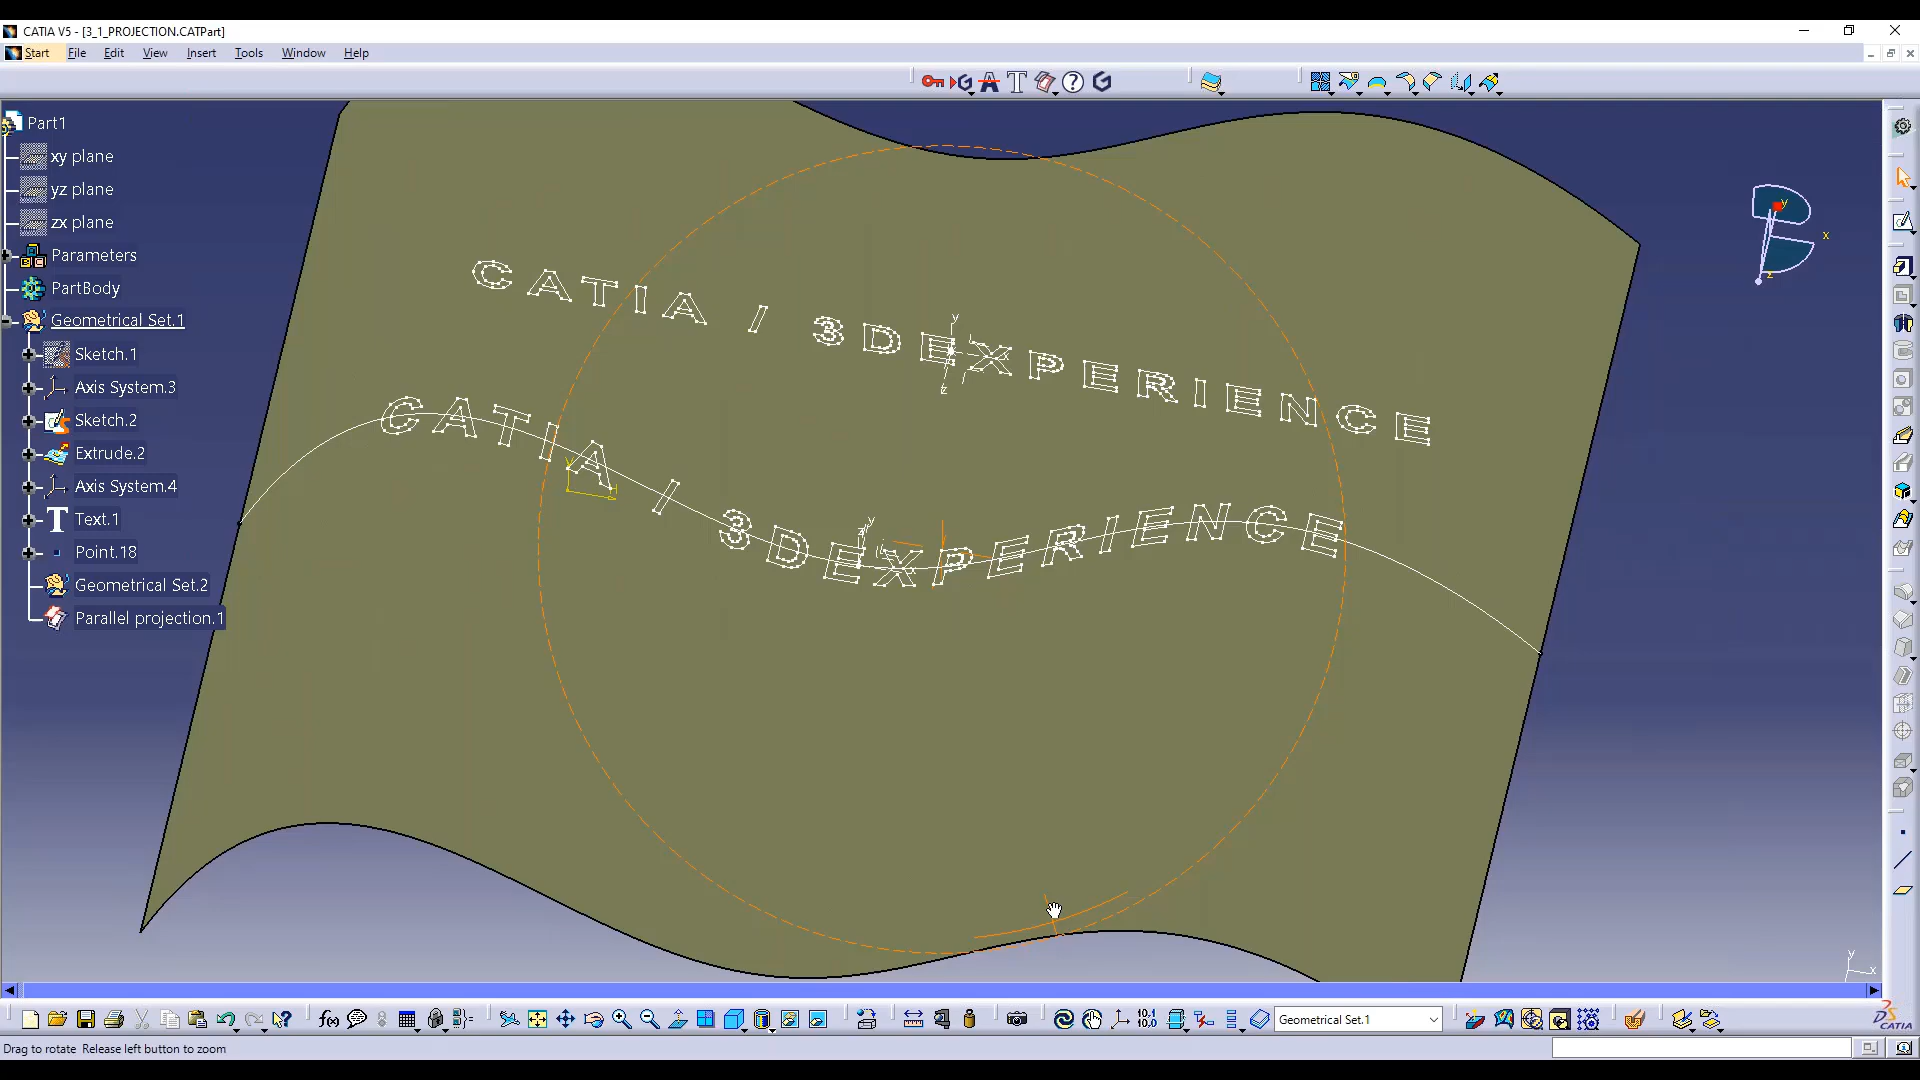 CATIA V5 - [3_1_PROJECTION.CATPart]
Start File Edit View Insert Tools Window Help
Part1
xy plane
yz plane
zx plane
Parameters
PartBody
Geometrical Set.1
Sketch.1
Axis System.3
Sketch.2
Extrude.2
Axis System.4
Text.1
Point.18
Geometrical Set.2
Parallel projection.1
CATIA / 3DEXPERIENCE
CATIA / 3DEXPERIENCE
Geometrical Set.1
CATIA
Drag to rotate Release left button to zoom